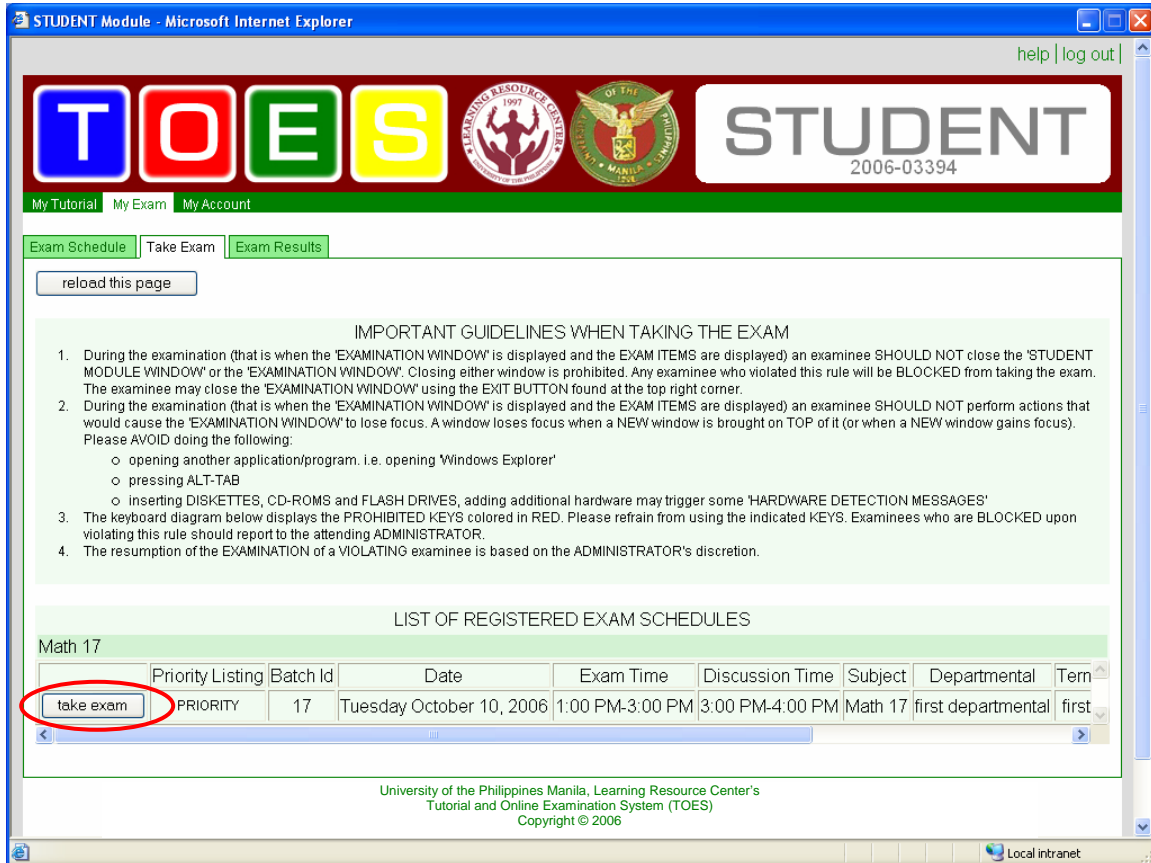 STUDENT Module - Microsoft Internet Explorer
help | log out |
T O E S
LEARNING RESOURCE CENTER
1997
UNIVERSITY OF THE PHILIPPINES
UNIVERSITY OF THE PHILIPPINES
MANILA
1908
STUDENT
2006-03394
My Tutorial My Exam My Account
Exam Schedule Take Exam Exam Results
reload this page
IMPORTANT GUIDELINES WHEN TAKING THE EXAM
1. During the examination (that is when the 'EXAMINATION WINDOW' is displayed and the EXAM ITEMS are displayed) an examinee SHOULD NOT close the 'STUDENT
MODULE WINDOW' or the 'EXAMINATION WINDOW'. Closing either window is prohibited. Any examinee who violated this rule will be BLOCKED from taking the exam.
The examinee may close the 'EXAMINATION WINDOW' using the EXIT BUTTON found at the top right corner.
2. During the examination (that is when the 'EXAMINATION WINDOW' is displayed and the EXAM ITEMS are displayed) an examinee SHOULD NOT perform actions that
would cause the 'EXAMINATION WINDOW' to lose focus. A window loses focus when a NEW window is brought on TOP of it (or when a NEW window gains focus).
Please AVOID doing the following:
o opening another application/program. i.e. opening 'Windows Explorer'
o pressing ALT-TAB
o inserting DISKETTES, CD-ROMS and FLASH DRIVES, adding additional hardware may trigger some 'HARDWARE DETECTION MESSAGES'
3. The keyboard diagram below displays the PROHIBITED KEYS colored in RED. Please refrain from using the indicated KEYS. Examinees who are BLOCKED upon
violating this rule should report to the attending ADMINISTRATOR.
4. The resumption of the EXAMINATION of a VIOLATING examinee is based on the ADMINISTRATOR's discretion.
LIST OF REGISTERED EXAM SCHEDULES
Math 17
Priority Listing Batch Id Date Exam Time Discussion Time Subject Departmental Tern
take exam PRIORITY 17 Tuesday October 10, 2006 1:00 PM-3:00 PM 3:00 PM-4:00 PM Math 17 first departmental first
University of the Philippines Manila, Learning Resource Center's
Tutorial and Online Examination System (TOES)
Copyright © 2006
Local intranet